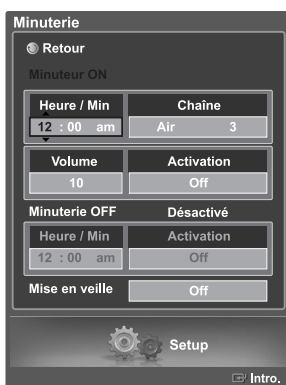 Minuterie
Retour
Minuteur ON
Heure / Min Chaîne
12 : 00 am Air 3
Volume Activation
10 Off
Minuterie OFF Désactivé
Heure / Min Activation
12 : 00 am Off
Mise en veille Off
Setup
Intro.